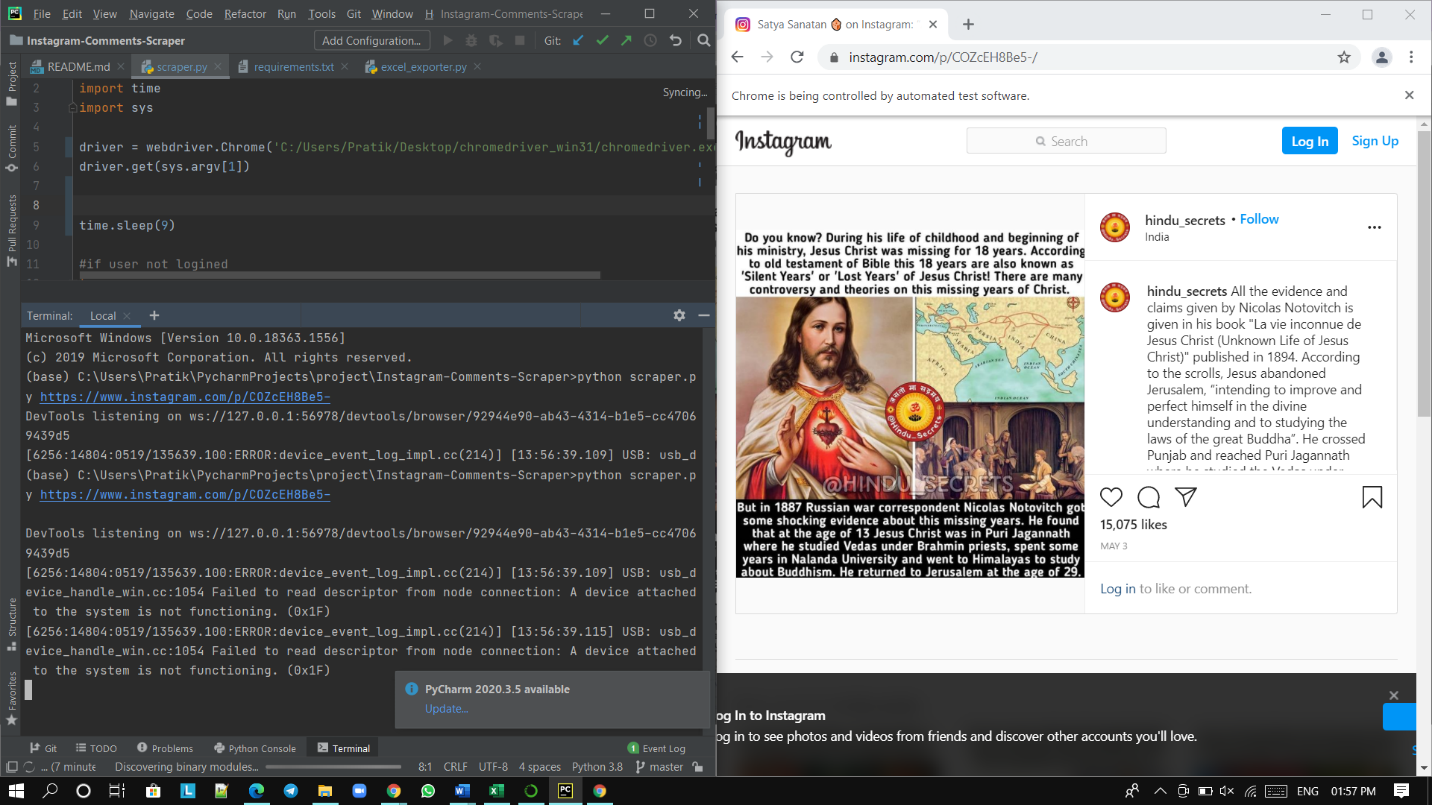 File Edit View Navigate Code Refactor Run Tools Git Window H Instagram-Comments-Scrape
Instagram-Comments-Scraper Add Configuration... Git:
README.md scraper.py requirements.txt excel_exporter.py
Project
Commit
Pull Requests
Structure
Favorites
Syncing...
2 import time
3 import sys
4
5 driver = webdriver.Chrome('C:/Users/Pratik/Desktop/chromedriver_win31/chromedriver.exe
6 driver.get(sys.argv[1])
7
8
9 time.sleep(9)
10
11 #if user not logined
Terminal: Local
Microsoft Windows [Version 10.0.18363.1556]
(c) 2019 Microsoft Corporation. All rights reserved.
(base) C:\Users\Pratik\PycharmProjects\project\Instagram-Comments-Scraper>python scraper.p
y https://www.instagram.com/p/COZcEH8Be5-
DevTools listening on ws://127.0.0.1:56978/devtools/browser/92944e90-ab43-4314-b1e5-cc4706
9439d5
[6256:14804:0519/135639.100:ERROR:device_event_log_impl.cc(214)] [13:56:39.109] USB: usb_d
(base) C:\Users\Pratik\PycharmProjects\project\Instagram-Comments-Scraper>python scraper.p
y https://www.instagram.com/p/COZcEH8Be5-
DevTools listening on ws://127.0.0.1:56978/devtools/browser/92944e90-ab43-4314-b1e5-cc4706
9439d5
[6256:14804:0519/135639.100:ERROR:device_event_log_impl.cc(214)] [13:56:39.109] USB: usb_d
evice_handle_win.cc:1054 Failed to read descriptor from node connection: A device attached
to the system is not functioning. (0x1F)
[6256:14804:0519/135639.100:ERROR:device_event_log_impl.cc(214)] [13:56:39.115] USB: usb_d
evice_handle_win.cc:1054 Failed to read descriptor from node connection: A device attached
to the system is not functioning. (0x1F)
PyCharm 2020.3.5 available
Update...
Git TODO Problems Python Console Terminal 1 Event Log
... (7 minute Discovering binary modules... 8:1 CRLF UTF-8 4 spaces Python 3.8 master
Satya Sanatan on Instagram: "
instagram.com/p/COZcEH8Be5-/
Chrome is being controlled by automated test software.
Instagram
Search
Log In
Sign Up
Do you know? During his life of childhood and beginning of
his ministry, Jesus Christ was missing for 18 years. According
to old testament of Bible this 18 years are also known as
'Silent Years' or 'Lost Years' of Jesus Christ! There are many
controversy and theories on this missing years of Christ.
@HINDU_SECRETS
But in 1887 Russian war correspondent Nicolas Notovitch got
some shocking evidence about this missing years. He found
that at the age of 13 Jesus Christ was in Puri Jagannath
where he studied Vedas under Brahmin priests, spent some
years in Nalanda University and went to Himalayas to study
about Buddhism. He returned to Jerusalem at the age of 29.
hindu_secrets • Follow
India
hindu_secrets All the evidence and
claims given by Nicolas Notovitch is
given in his book "La vie inconnue de
Jesus Christ (Unknown Life of Jesus
Christ)" published in 1894. According
to the scrolls, Jesus abandoned
Jerusalem, "intending to improve and
perfect himself in the divine
understanding and to studying the
laws of the great Buddha". He crossed
Punjab and reached Puri Jagannath
where he studied the Vedas under
15,075 likes
MAY 3
Log in to like or comment.
og In to Instagram
og in to see photos and videos from friends and discover other accounts you'll love.
ENG 01:57 PM